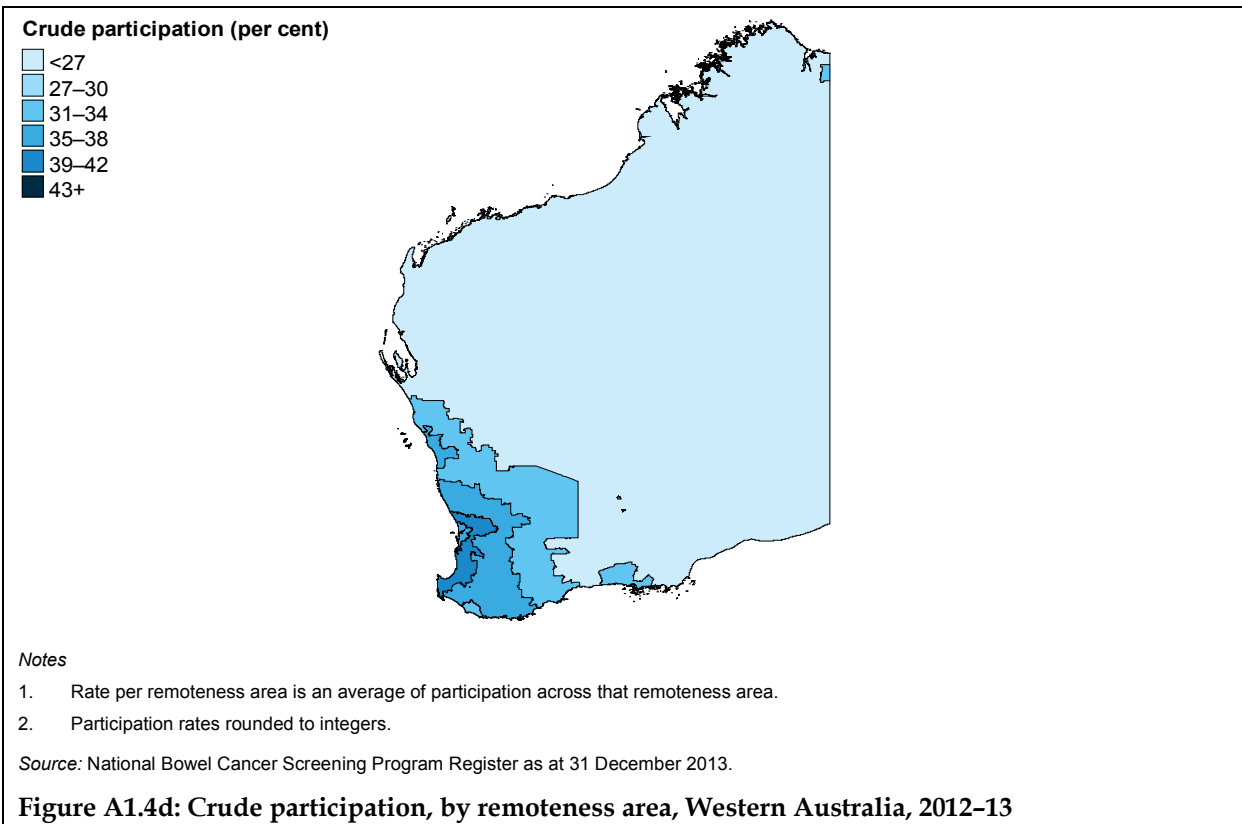 Crude participation (per cent)
<27
27–30
31–34
35–38
39–42
43+
Notes
1. Rate per remoteness area is an average of participation across that remoteness area.
2. Participation rates rounded to integers.
Source: National Bowel Cancer Screening Program Register as at 31 December 2013.
Figure A1.4d: Crude participation, by remoteness area, Western Australia, 2012–13